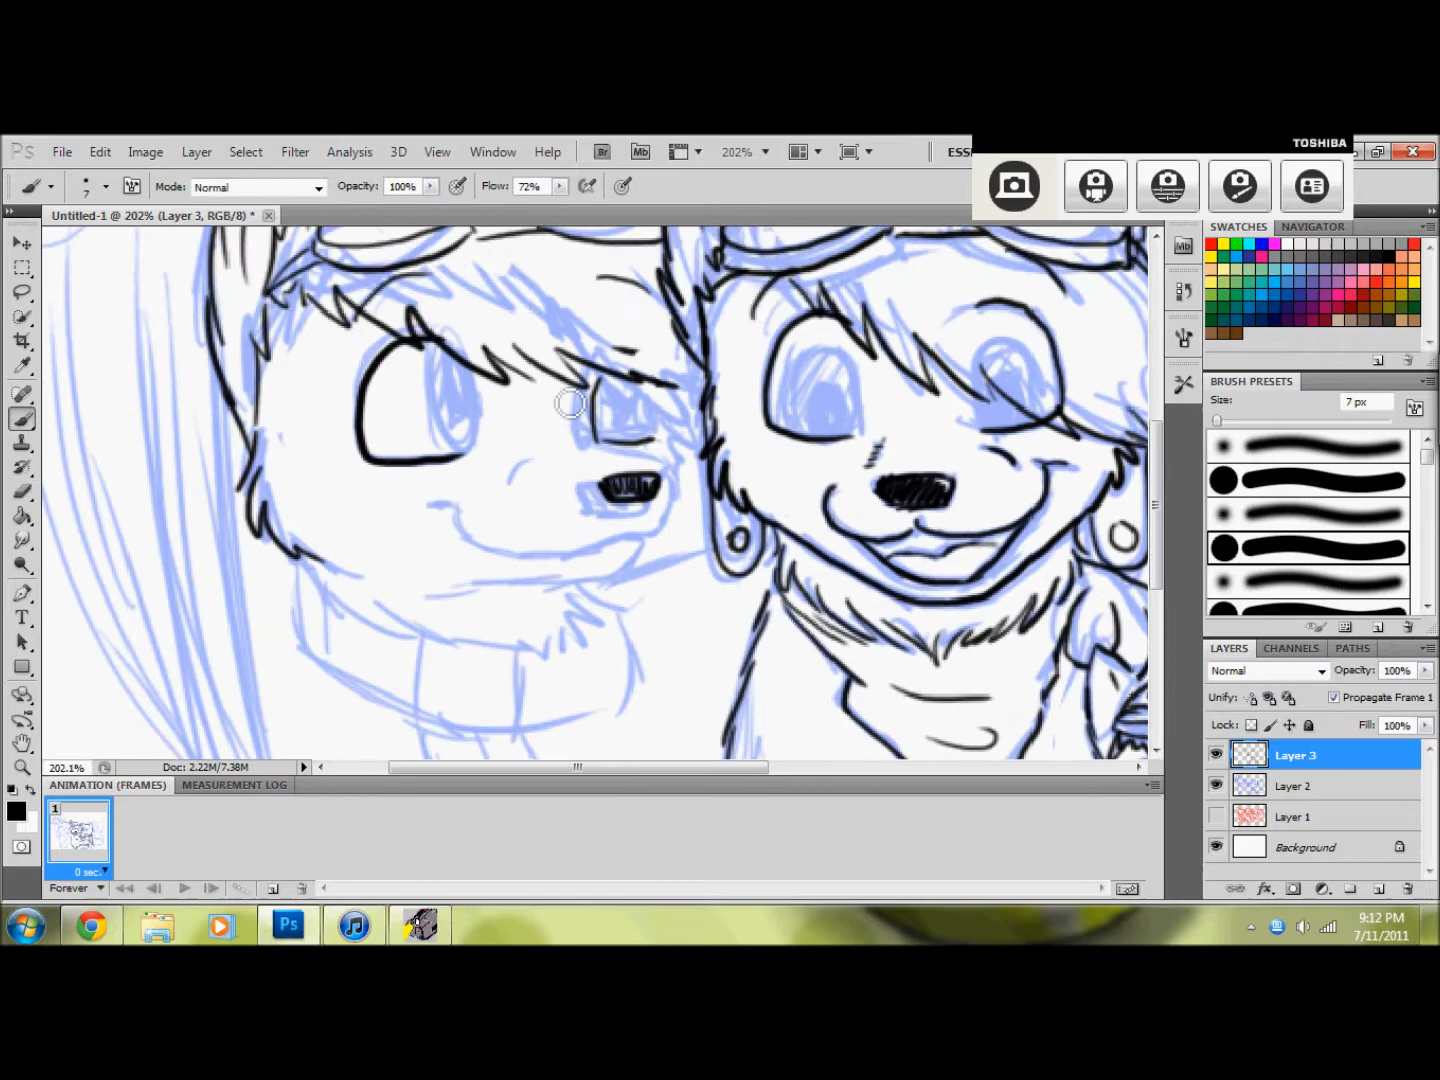 TOSHIBA
Ps File Edit Image Layer Select Filter Analysis 3D View Window Help Br Mb 202% ESSE
7 Mode: Normal Opacity: 100% Flow: 72%
Untitled-1 @ 202% (Layer 3, RGB/8) *
SWATCHES NAVIGATOR
Mb
BRUSH PRESETS
Size: 7 px
LAYERS CHANNELS PATHS
Normal Opacity: 100%
Unify: Propagate Frame 1
Lock: Fill: 100%
Layer 3
Layer 2
Layer 1
Background
202.1% Doc: 2.22M/7.38M
ANIMATION (FRAMES) MEASUREMENT LOG
1
0 sec.
Forever
Ps
9:12 PM
7/11/2011